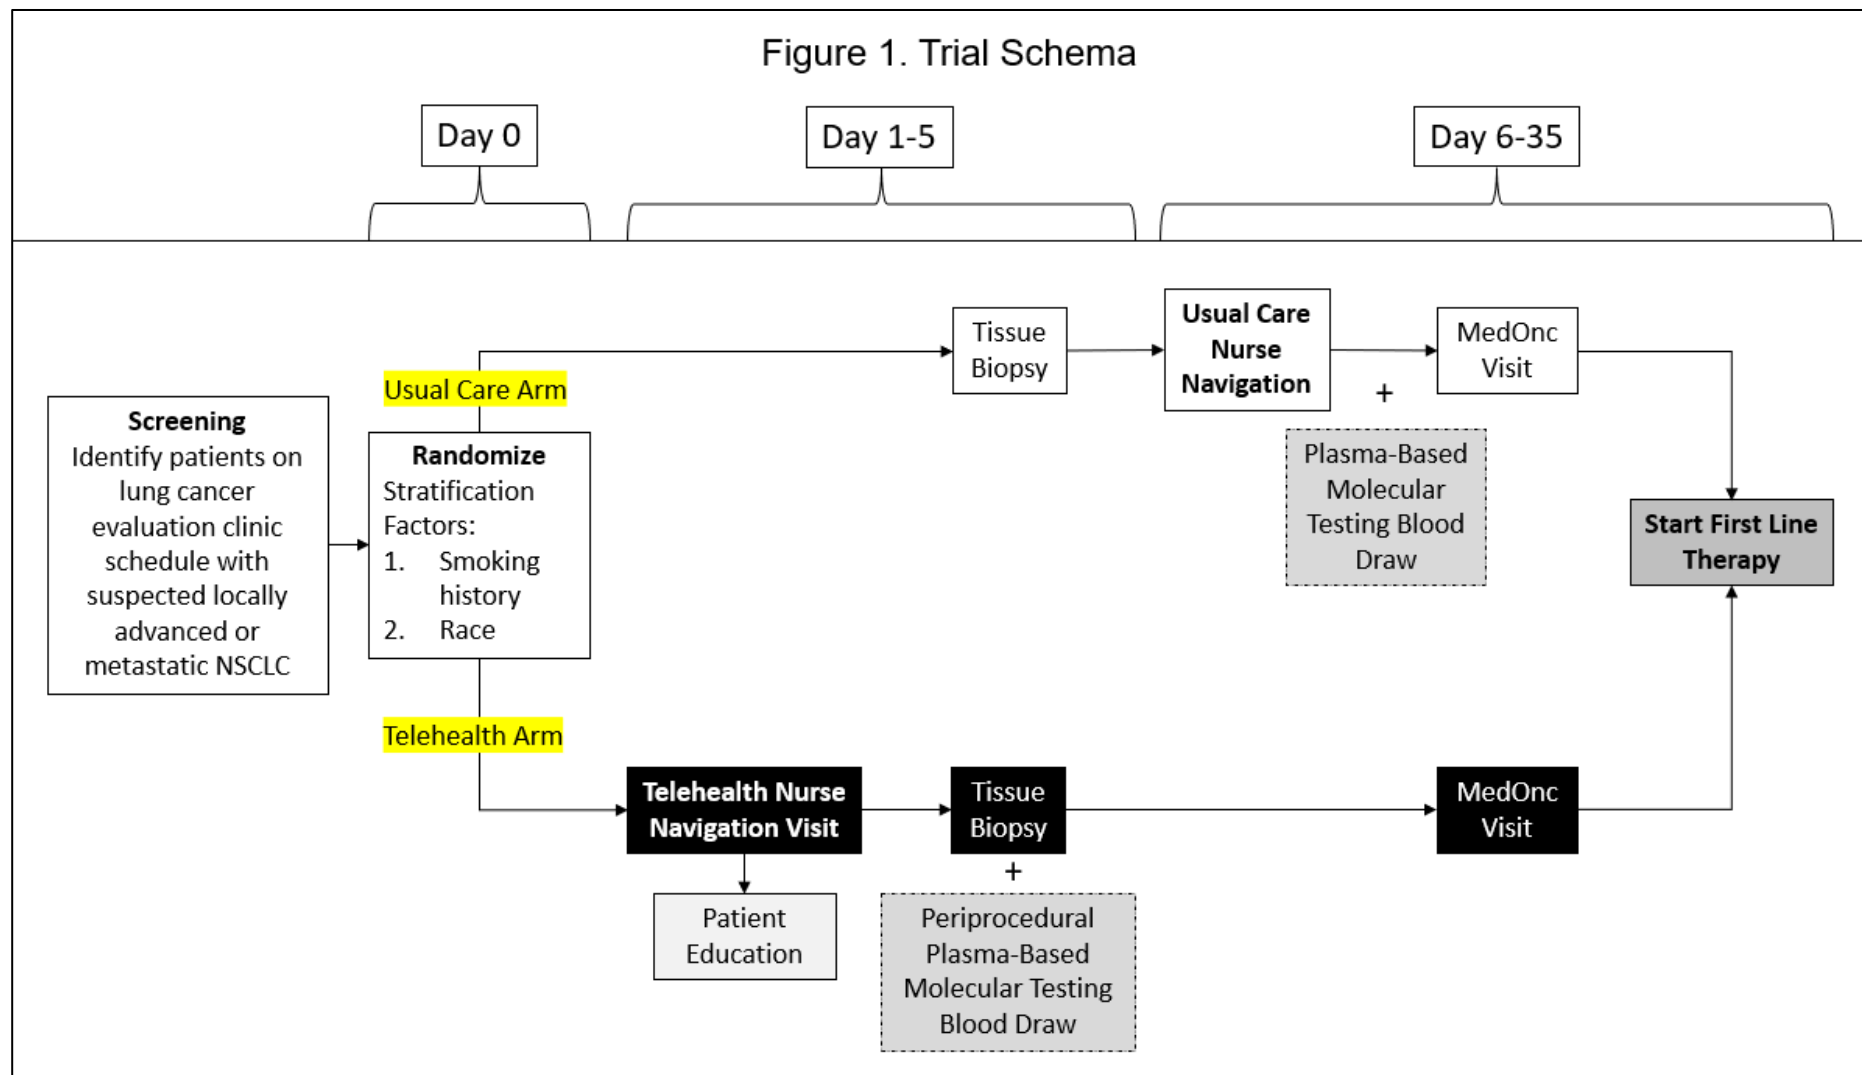 Figure 1. Trial Schema
Day 0
Day 1-5
Day 6-35
Screening
Identify patients on
lung cancer
evaluation clinic
schedule with
suspected locally
advanced or
metastatic NSCLC
Usual Care Arm
Randomize
Stratification
Factors:
1. Smoking
history
2. Race
Telehealth Arm
Tissue
Biopsy
Usual Care
Nurse
Navigation
+
MedOnc
Visit
Plasma-Based
Molecular
Testing Blood
Draw
Start First Line
Therapy
Telehealth Nurse
Navigation Visit
Patient
Education
Tissue
Biopsy
+
Periprocedural
Plasma-Based
Molecular Testing
Blood Draw
MedOnc
Visit